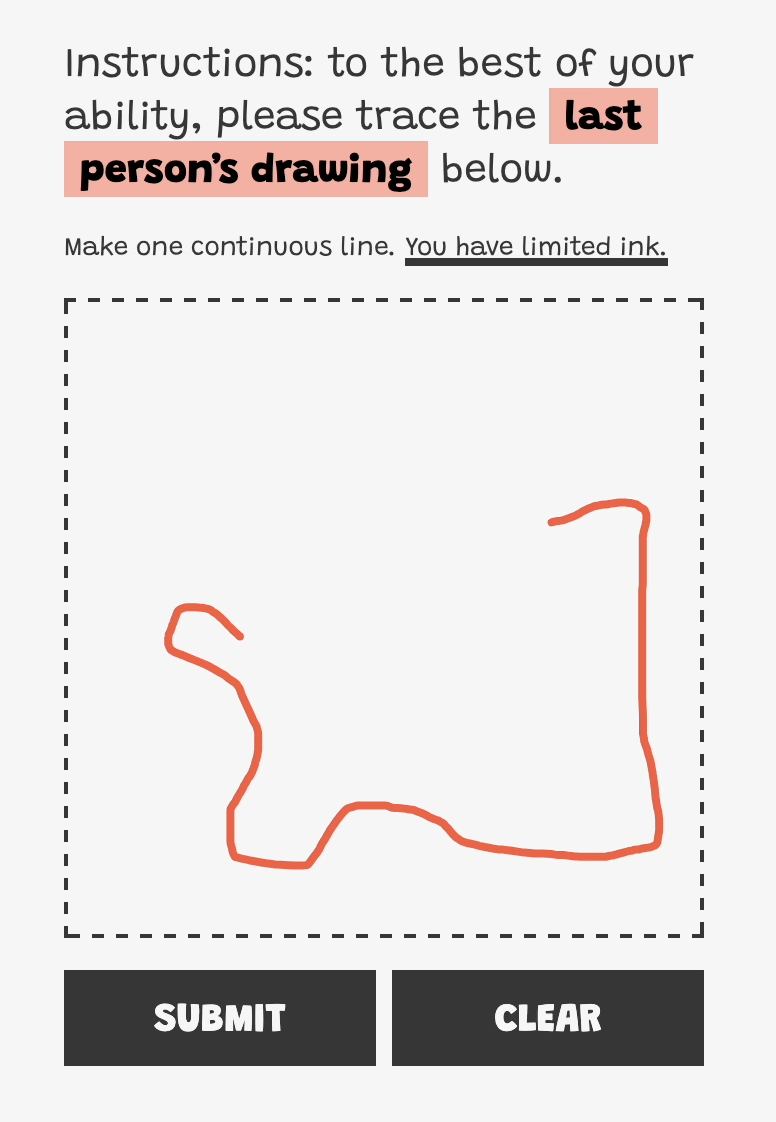 Instructions: to the best of your
ability, please trace the last
person's drawing below.
Make one continuous line. You have limited ink.
SUBMIT
CLEAR